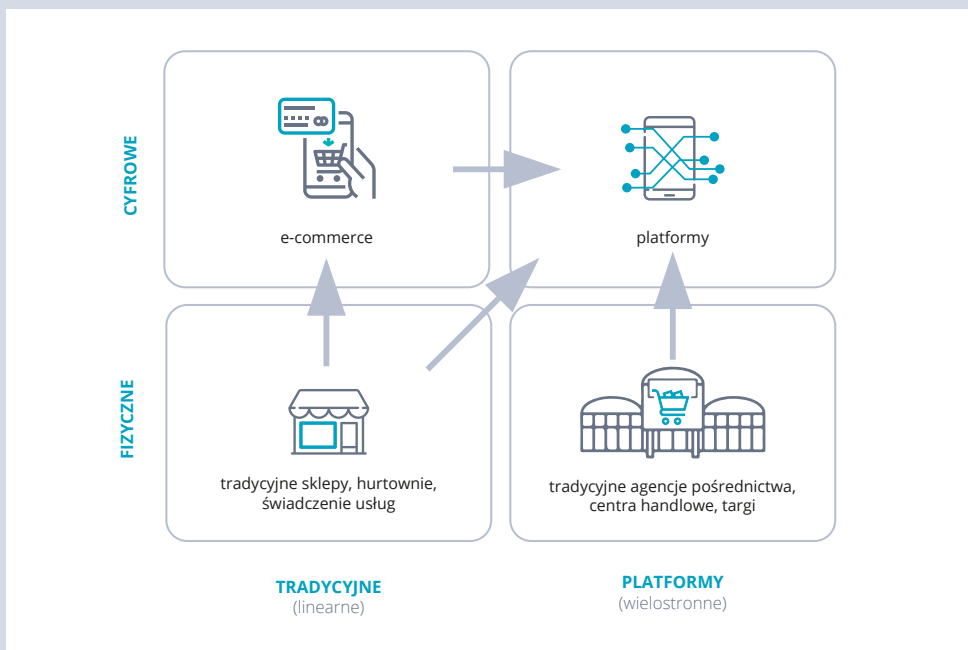 CYFROWE
e-commerce
platformy
FIZYCZNE
tradycyjne sklepy, hurtownie,
świadczenie usług
tradycyjne agencje pośrednictwa,
centra handlowe, targi
TRADYCYJNE
(linearne)
PLATFORMY
(wielostronne)